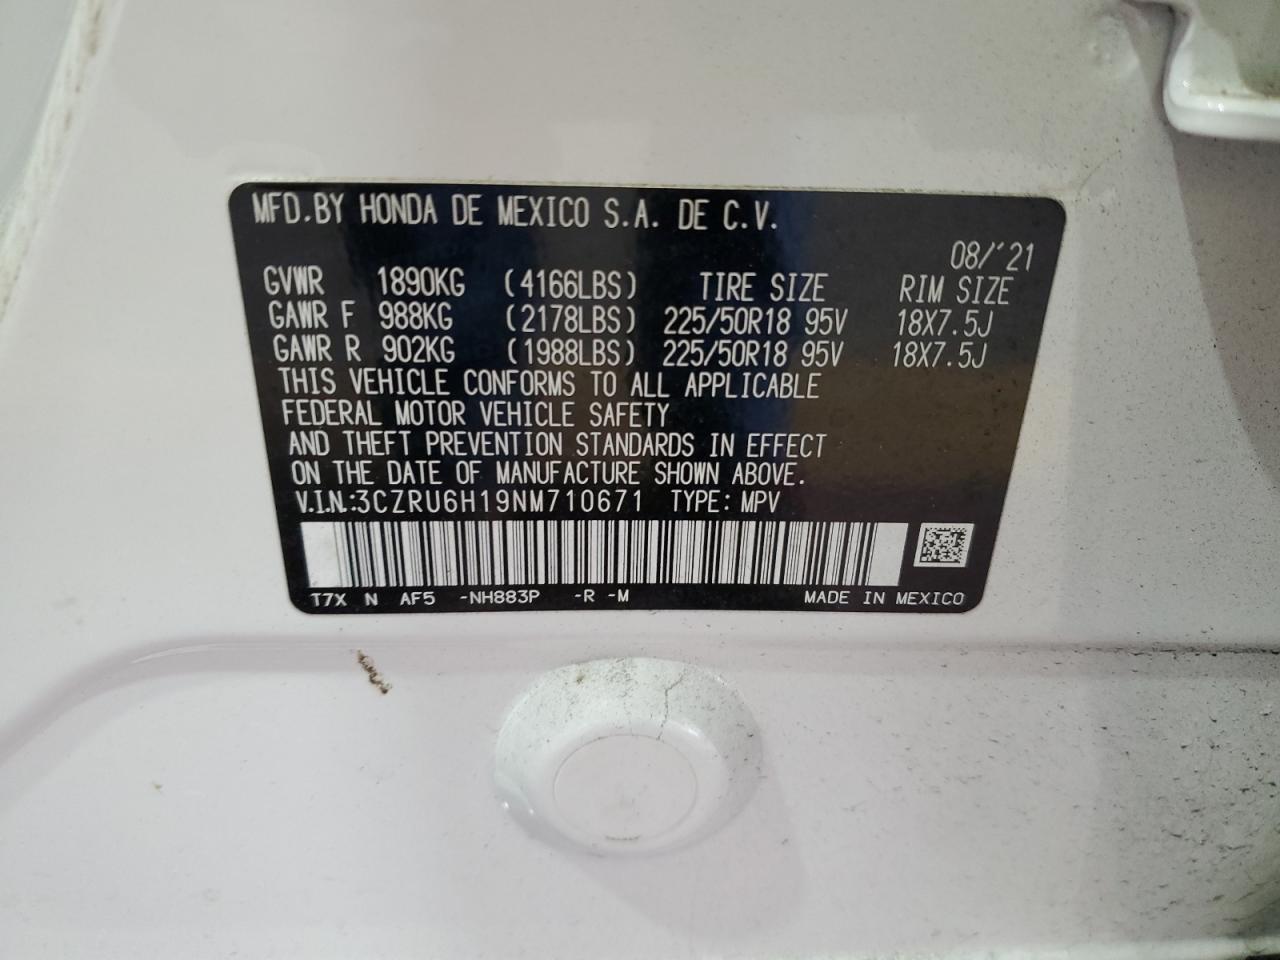 MFD.BY HONDA DE MEXICO S.A. DE C.V.
08/'21
GVWR 1890KG (4166LBS) TIRE SIZE RIM SIZE
GAWR F 988KG (2178LBS) 225/50R18 95V 18X7.5J
GAWR R 902KG (1988LBS) 225/50R18 95V 18X7.5J
THIS VEHICLE CONFORMS TO ALL APPLICABLE
FEDERAL MOTOR VEHICLE SAFETY
AND THEFT PREVENTION STANDARDS IN EFFECT
ON THE DATE OF MANUFACTURE SHOWN ABOVE.
V.I.N.:3CZRU6H19NM710671 TYPE: MPV
T7X N AF5 -NH883P -R -M MADE IN MEXICO